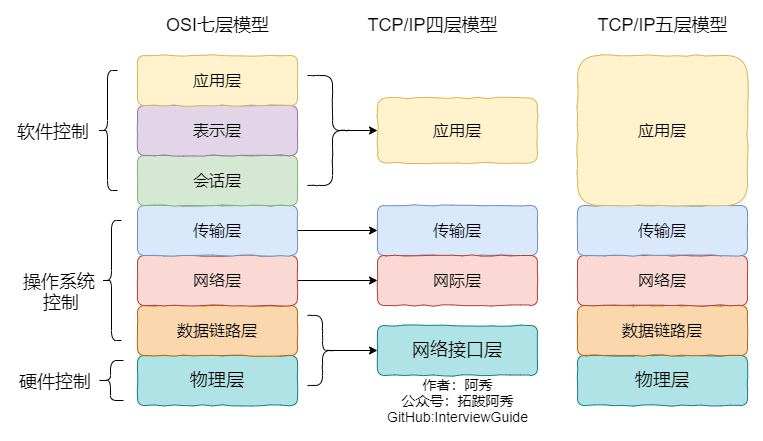 OSI七层模型
TCP/IP四层模型
TCP/IP五层模型
软件控制
应用层
表示层
会话层
应用层
应用层
操作系统
控制
传输层
传输层
传输层
网络层
网际层
网络层
数据链路层
网络接口层
数据链路层
硬件控制
物理层
物理层
作者：阿秀
公众号：拓跋阿秀
GitHub:InterviewGuide